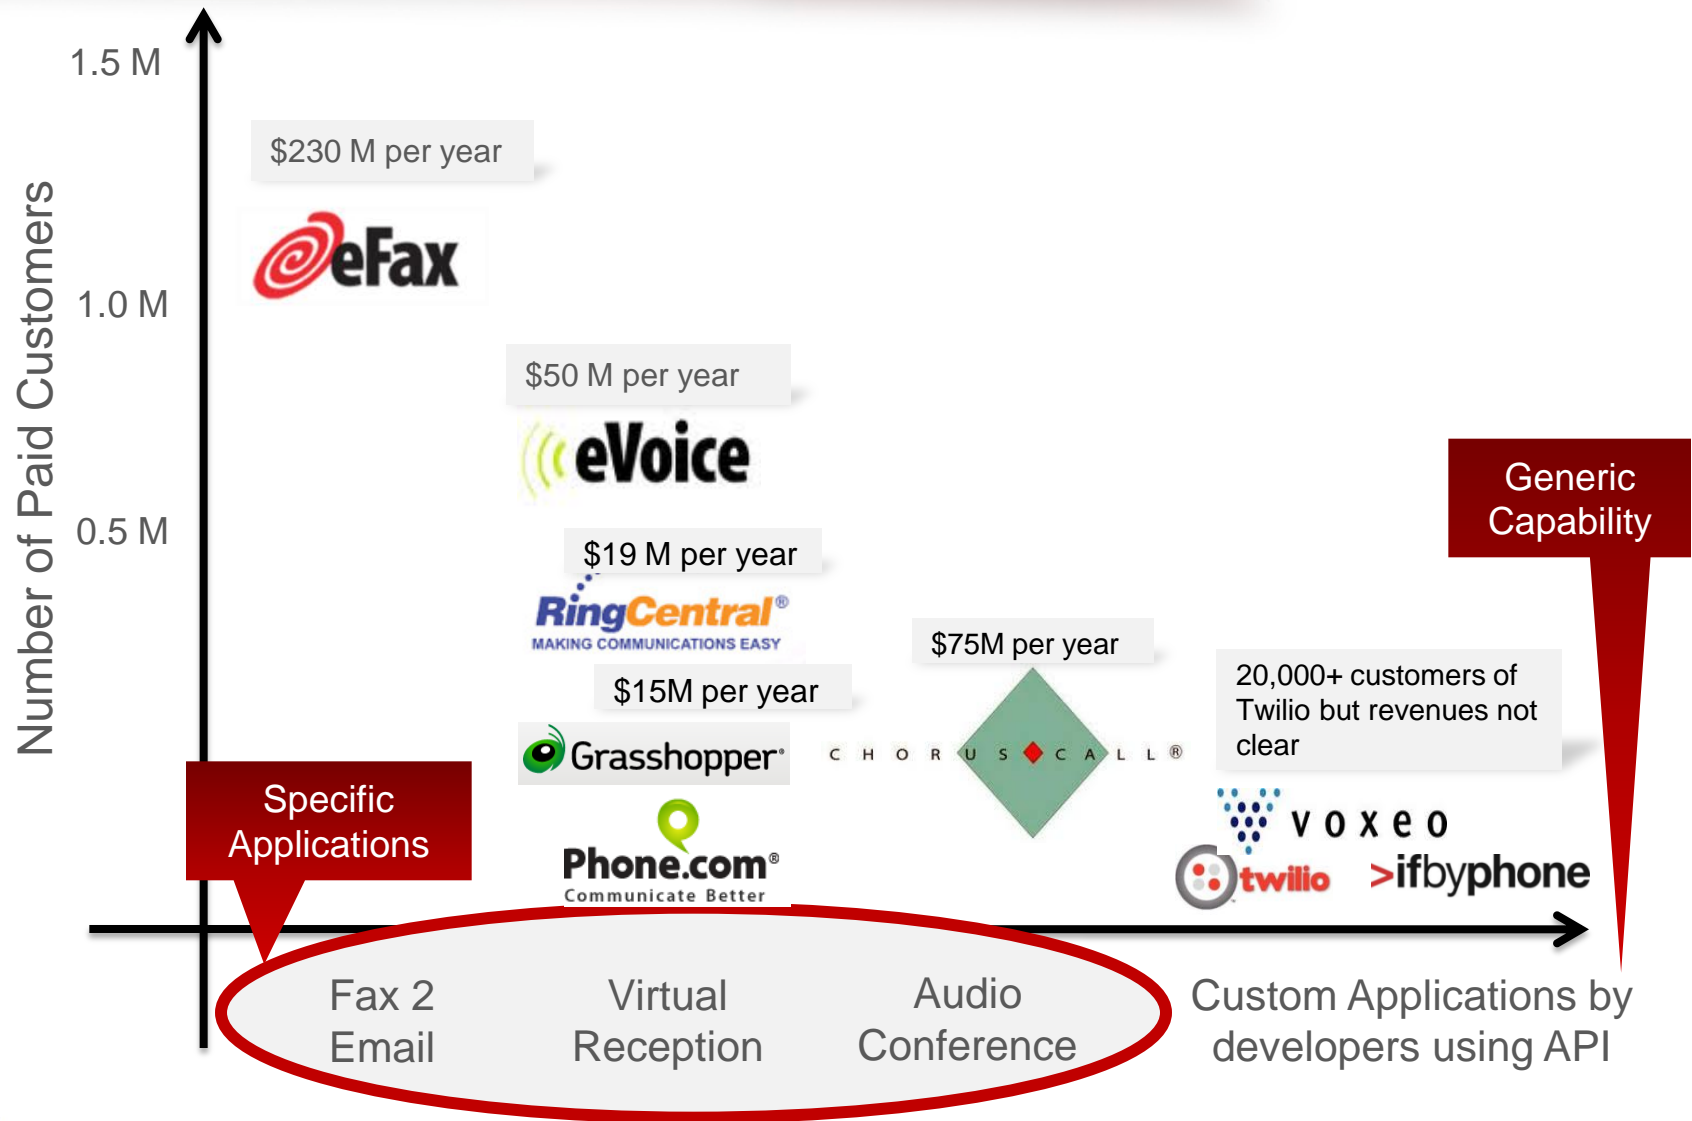 1.5 M
$230 M per year
eFax
1.0 M
Number of Paid Customers
$50 M per year
eVoice
0.5 M
$19 M per year
RingCentral®
MAKING COMMUNICATIONS EASY
$15M per year
Grasshopper®
Phone.com®
Communicate Better
$75M per year
CHORUS CALL®
20,000+ customers of
Twilio but revenues not
clear
voxeo
twilio
>ifbyphone
Generic
Capability
Specific
Applications
Fax 2
Email
Virtual
Reception
Audio
Conference
Custom Applications by
developers using API